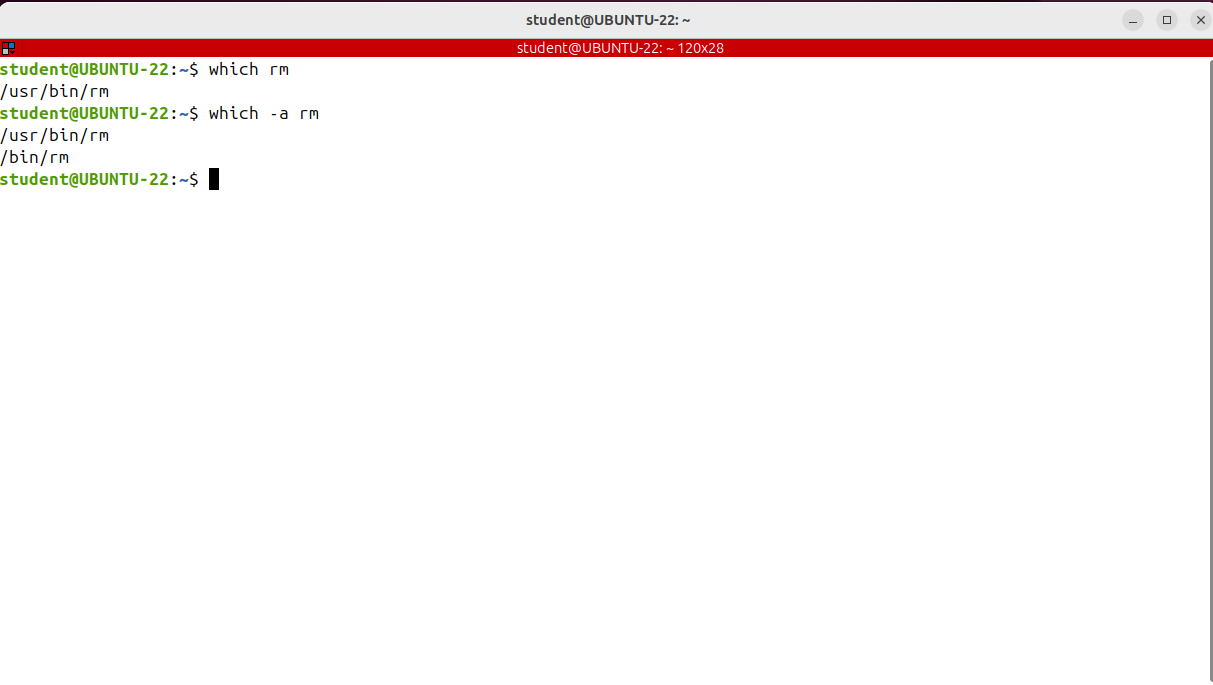 student@UBUNTU-22: ~
student@UBUNTU-22: ~ 120x28
student@UBUNTU-22:~$ which rm
/usr/bin/rm
student@UBUNTU-22:~$ which -a rm
/usr/bin/rm
/bin/rm
student@UBUNTU-22:~$